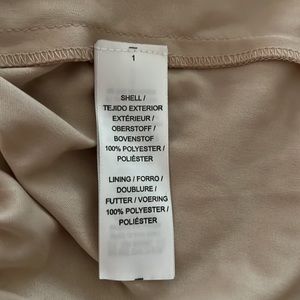 1
SHELL /
TEJIDO EXTERIOR
EXTÉRIEUR /
OBERSTOFF /
BOVENSTOF
100% POLYESTER /
POLIÉSTER
LINING / FORRO /
DOUBLURE /
FUTTER / VOERING
100% POLYESTER /
POLIÉSTER